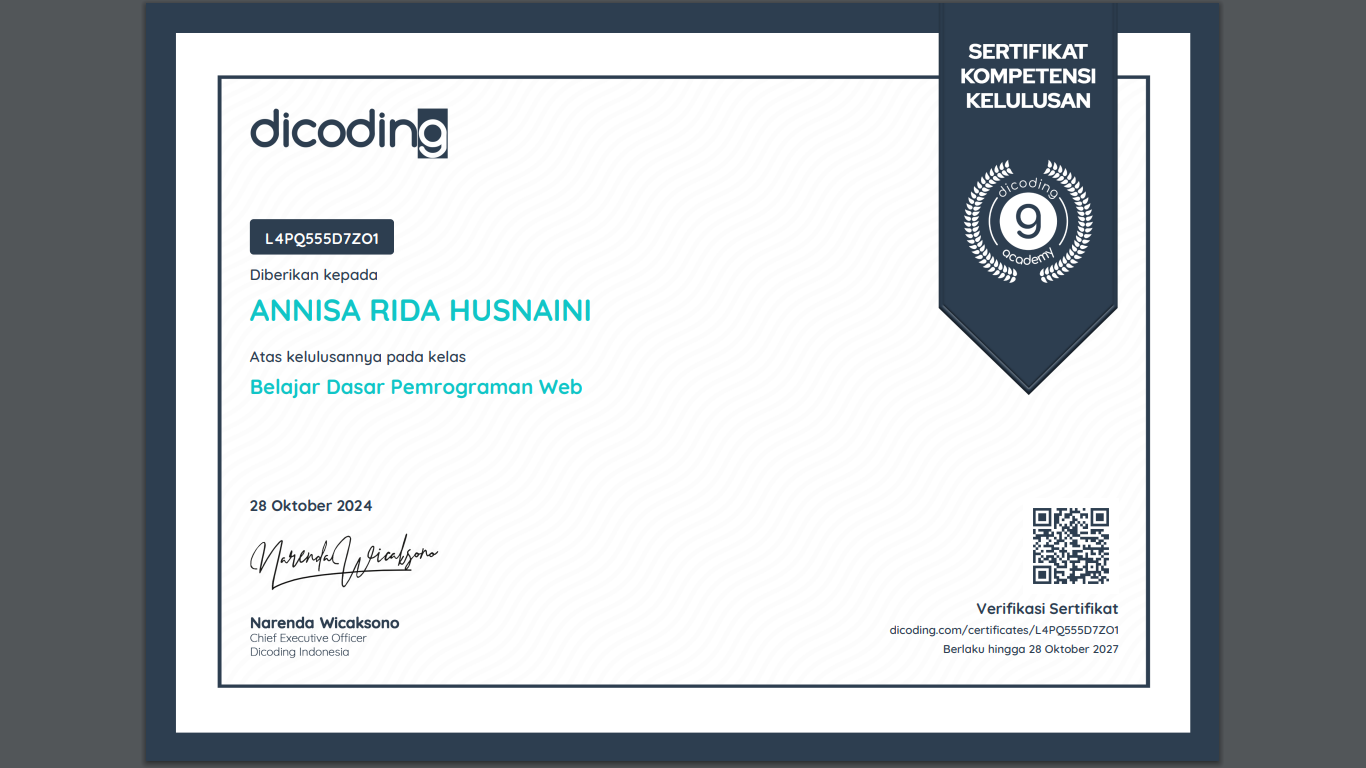 SERTIFIKAT
KOMPETENSI
KELULUSAN
dicoding
dicoding
g
academy
L4PQ555D7ZO1
Diberikan kepada
ANNISA RIDA HUSNAINI
Atas kelulusannya pada kelas
Belajar Dasar Pemrograman Web
28 Oktober 2024
Narenda Wicaksono
Narenda Wicaksono
Chief Executive Officer
Dicoding Indonesia
Verifikasi Sertifikat
dicoding.com/certificates/L4PQ555D7ZO1
Berlaku hingga 28 Oktober 2027